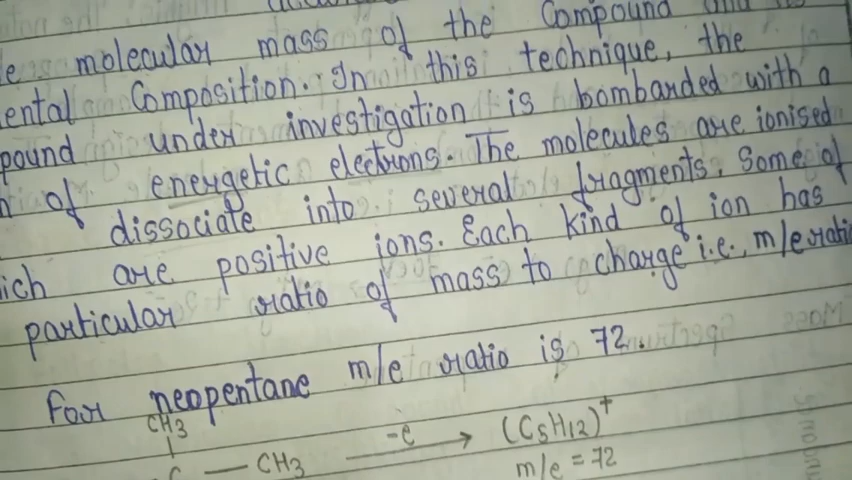 molecular mass of the Compound
ental Composition. In this technique, the
pound under investigation is bombarded with a
of energetic electrons. The molecules are ionised
dissociate into several fragments, Some of
ich are positive ions. Each kind of ion has
particular ratio of mass to charge i.e., m/e ratio
For neopentane m/e ratio is 72.
CH3
C — CH3 -e → (C5H12)+
m/e = 72